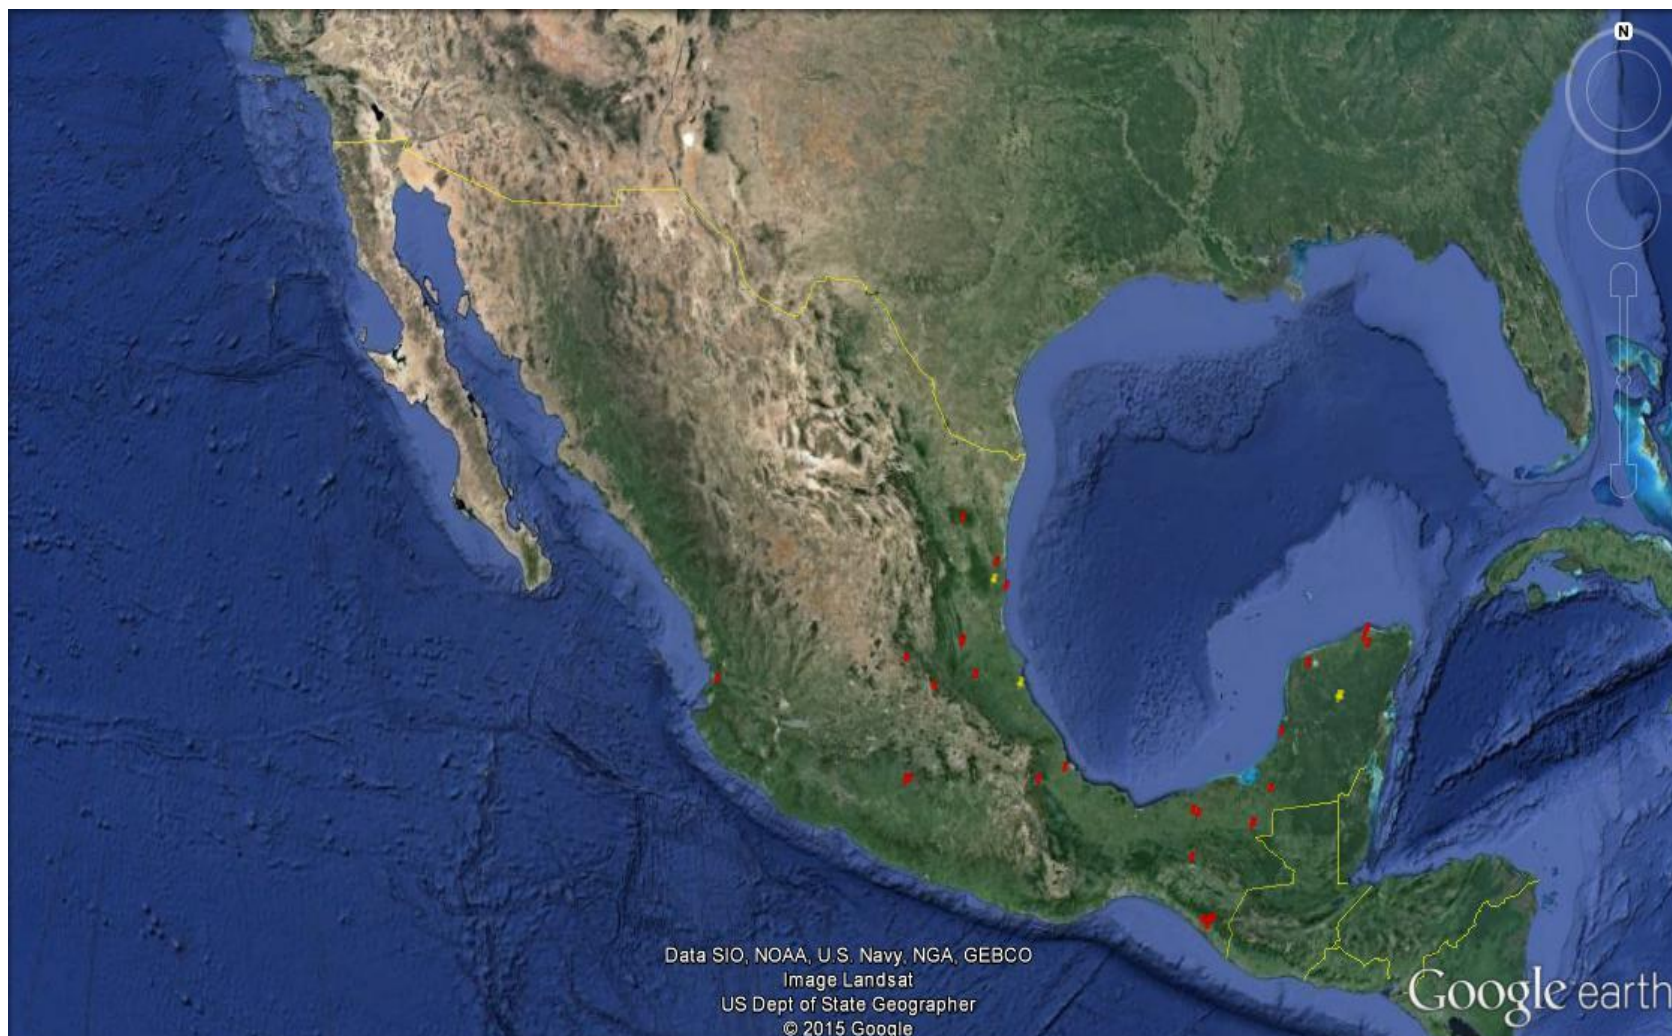 N
Data SIO, NOAA, U.S. Navy, NGA, GEBCO
Image Landsat
US Dept of State Geographer
© 2015 Google
Google earth